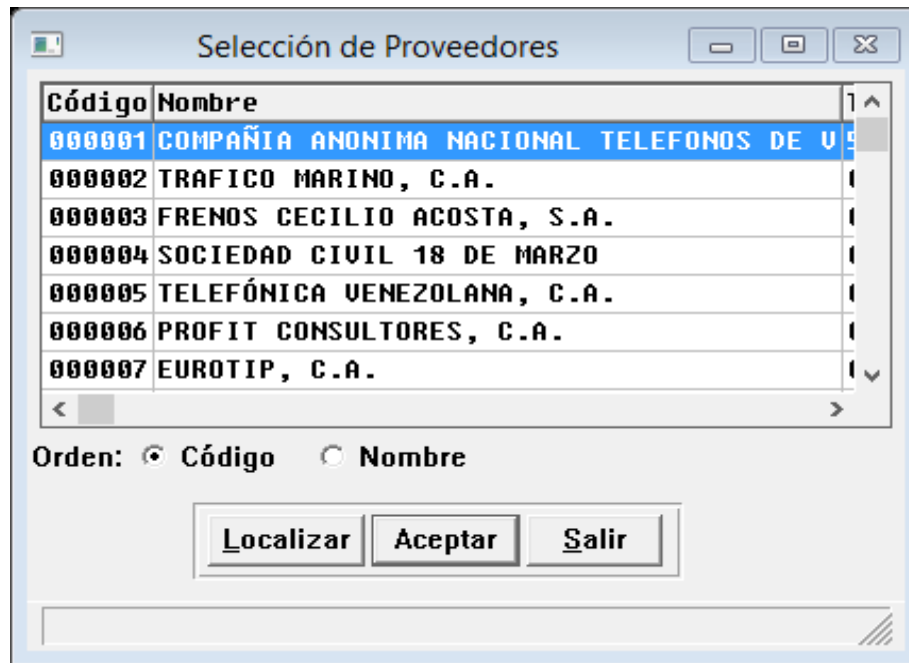 Selección de Proveedores
Código Nombre
000001 COMPAÑIA ANONIMA NACIONAL TELEFONOS DE V
000002 TRAFICO MARINO, C.A.
000003 FRENOS CECILIO ACOSTA, S.A.
000004 SOCIEDAD CIVIL 18 DE MARZO
000005 TELEFÓNICA VENEZOLANA, C.A.
000006 PROFIT CONSULTORES, C.A.
000007 EUROTIP, C.A.
Orden: Código Nombre
Localizar Aceptar Salir